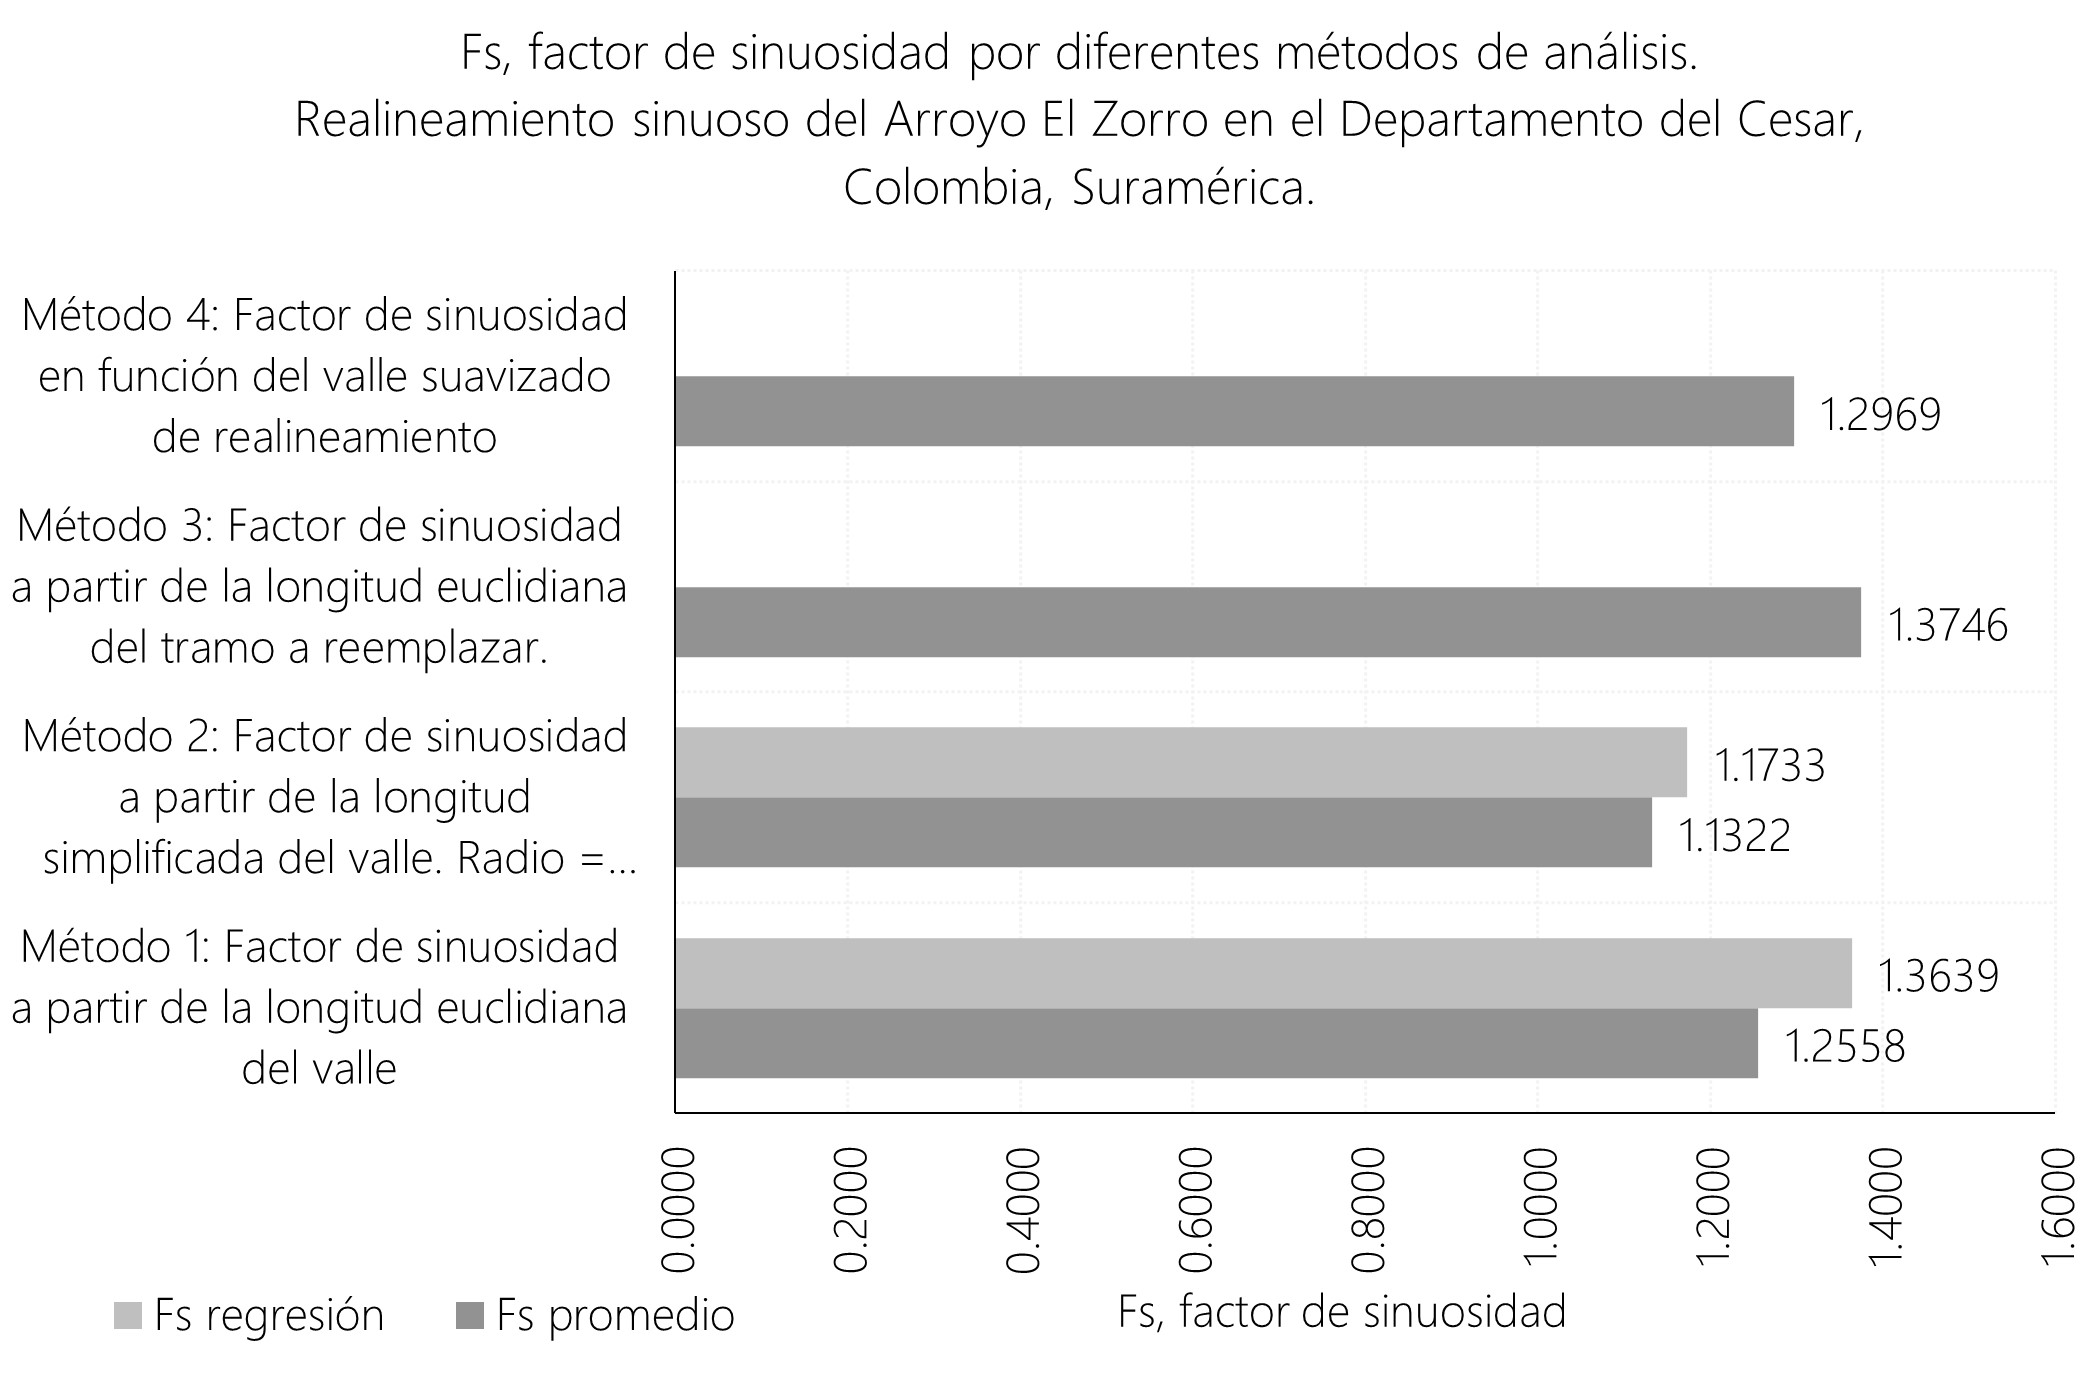 Fs, factor de sinuosidad por diferentes métodos de análisis.
Realineamiento sinuoso del Arroyo El Zorro en el Departamento del Cesar,
Colombia, Suramérica.
Método 4: Factor de sinuosidad
en función del valle suavizado
de realineamiento
1.2969
Método 3: Factor de sinuosidad
a partir de la longitud euclidiana
del tramo a reemplazar.
1.3746
Método 2: Factor de sinuosidad
a partir de la longitud
simplificada del valle. Radio =...
1.1733
1.1322
Método 1: Factor de sinuosidad
a partir de la longitud euclidiana
del valle
1.3639
1.2558
0.0000
0.2000
0.4000
0.6000
0.8000
1.0000
1.2000
1.4000
1.6000
Fs regresión
Fs promedio
Fs, factor de sinuosidad